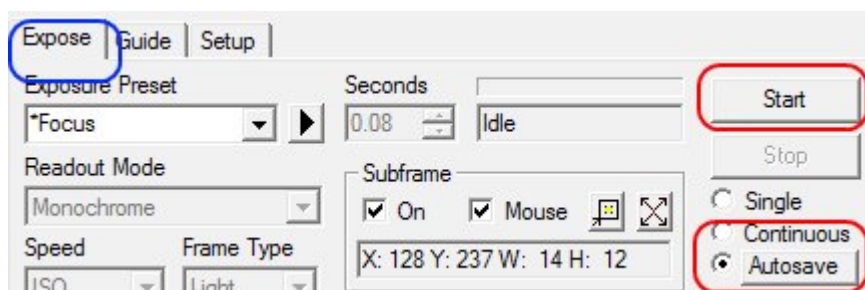 Expose Guide Setup
Exposure Preset Seconds
*Focus 0.08 Idle Start
Readout Mode Subframe Stop
Monochrome On Mouse Single
Speed Frame Type X: 128 Y: 237 W: 14 H: 12 Continuous
ISO Light Autosave